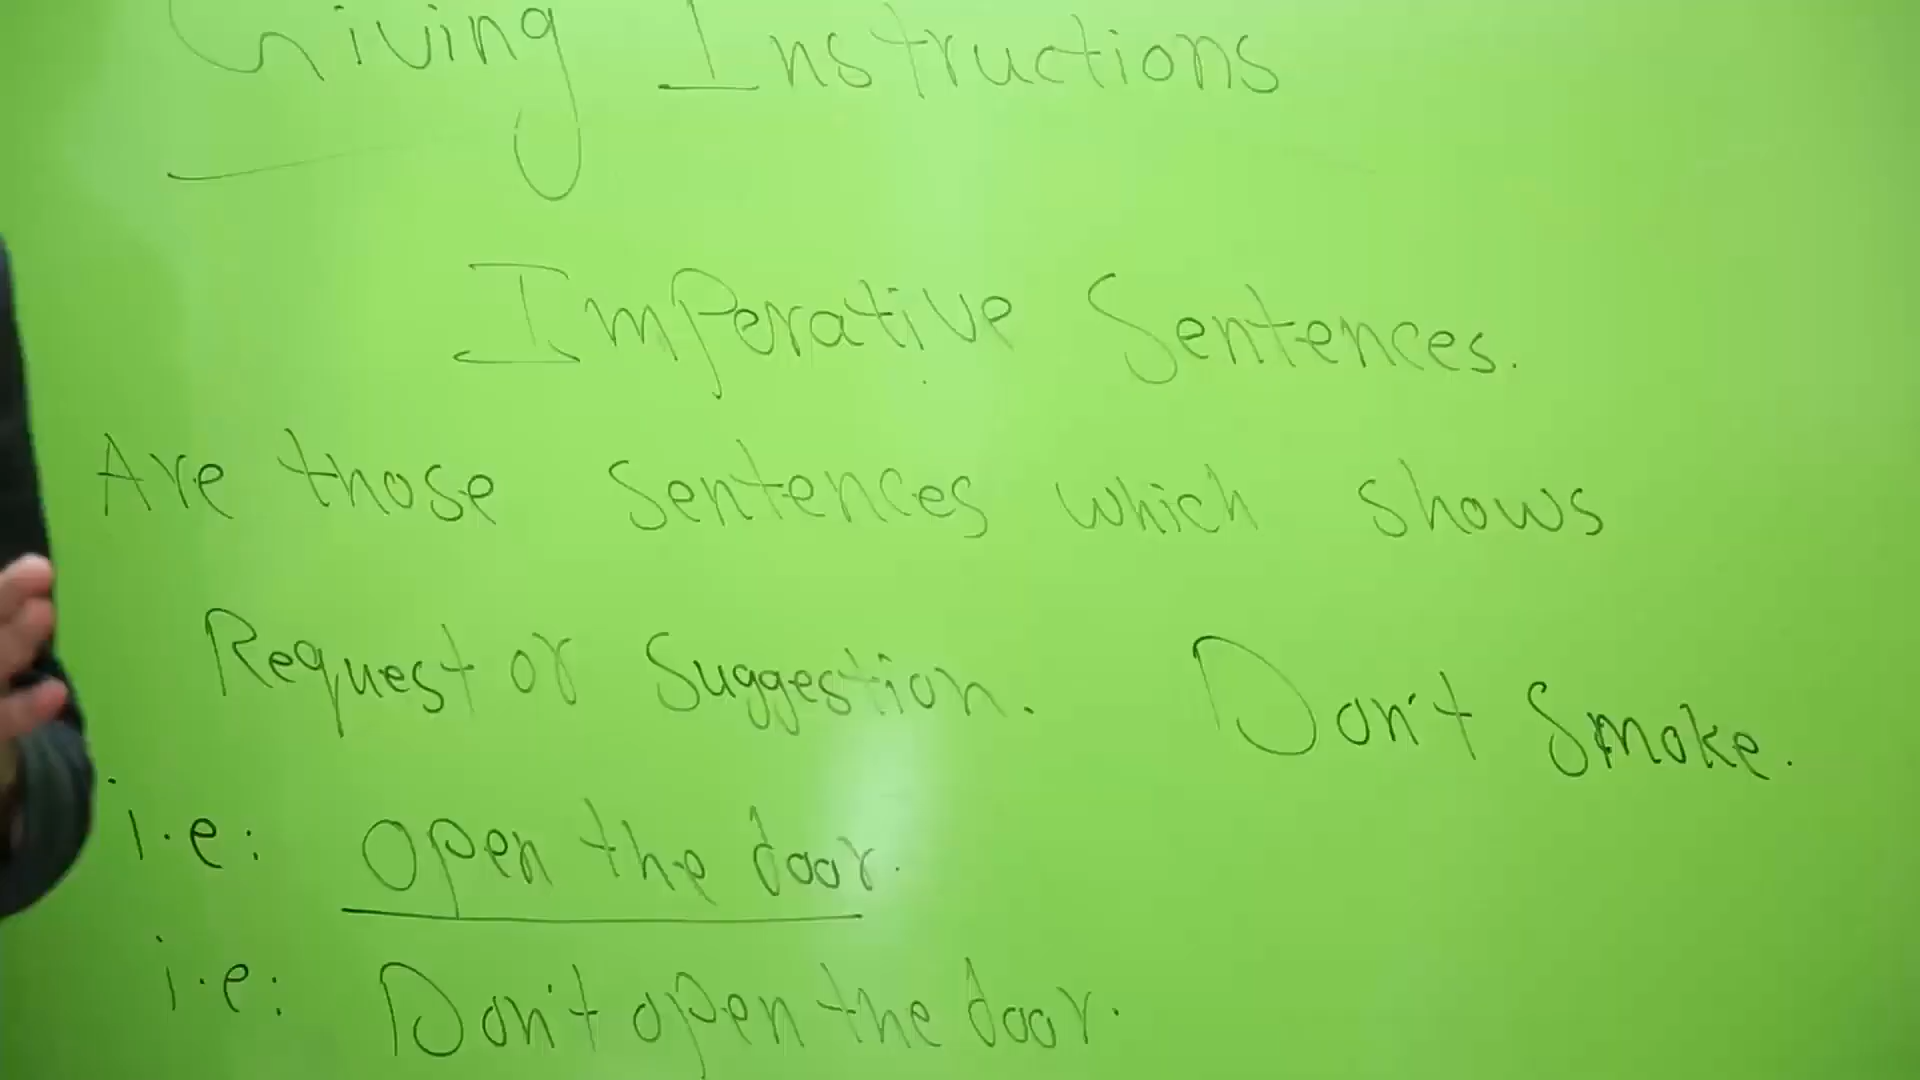 Giving Instructions
Imperative Sentences.
Are those Sentences which shows
Request or Suggestion.
Don't Smoke.
i.e: Open the door.
i.e: Don't open the door.